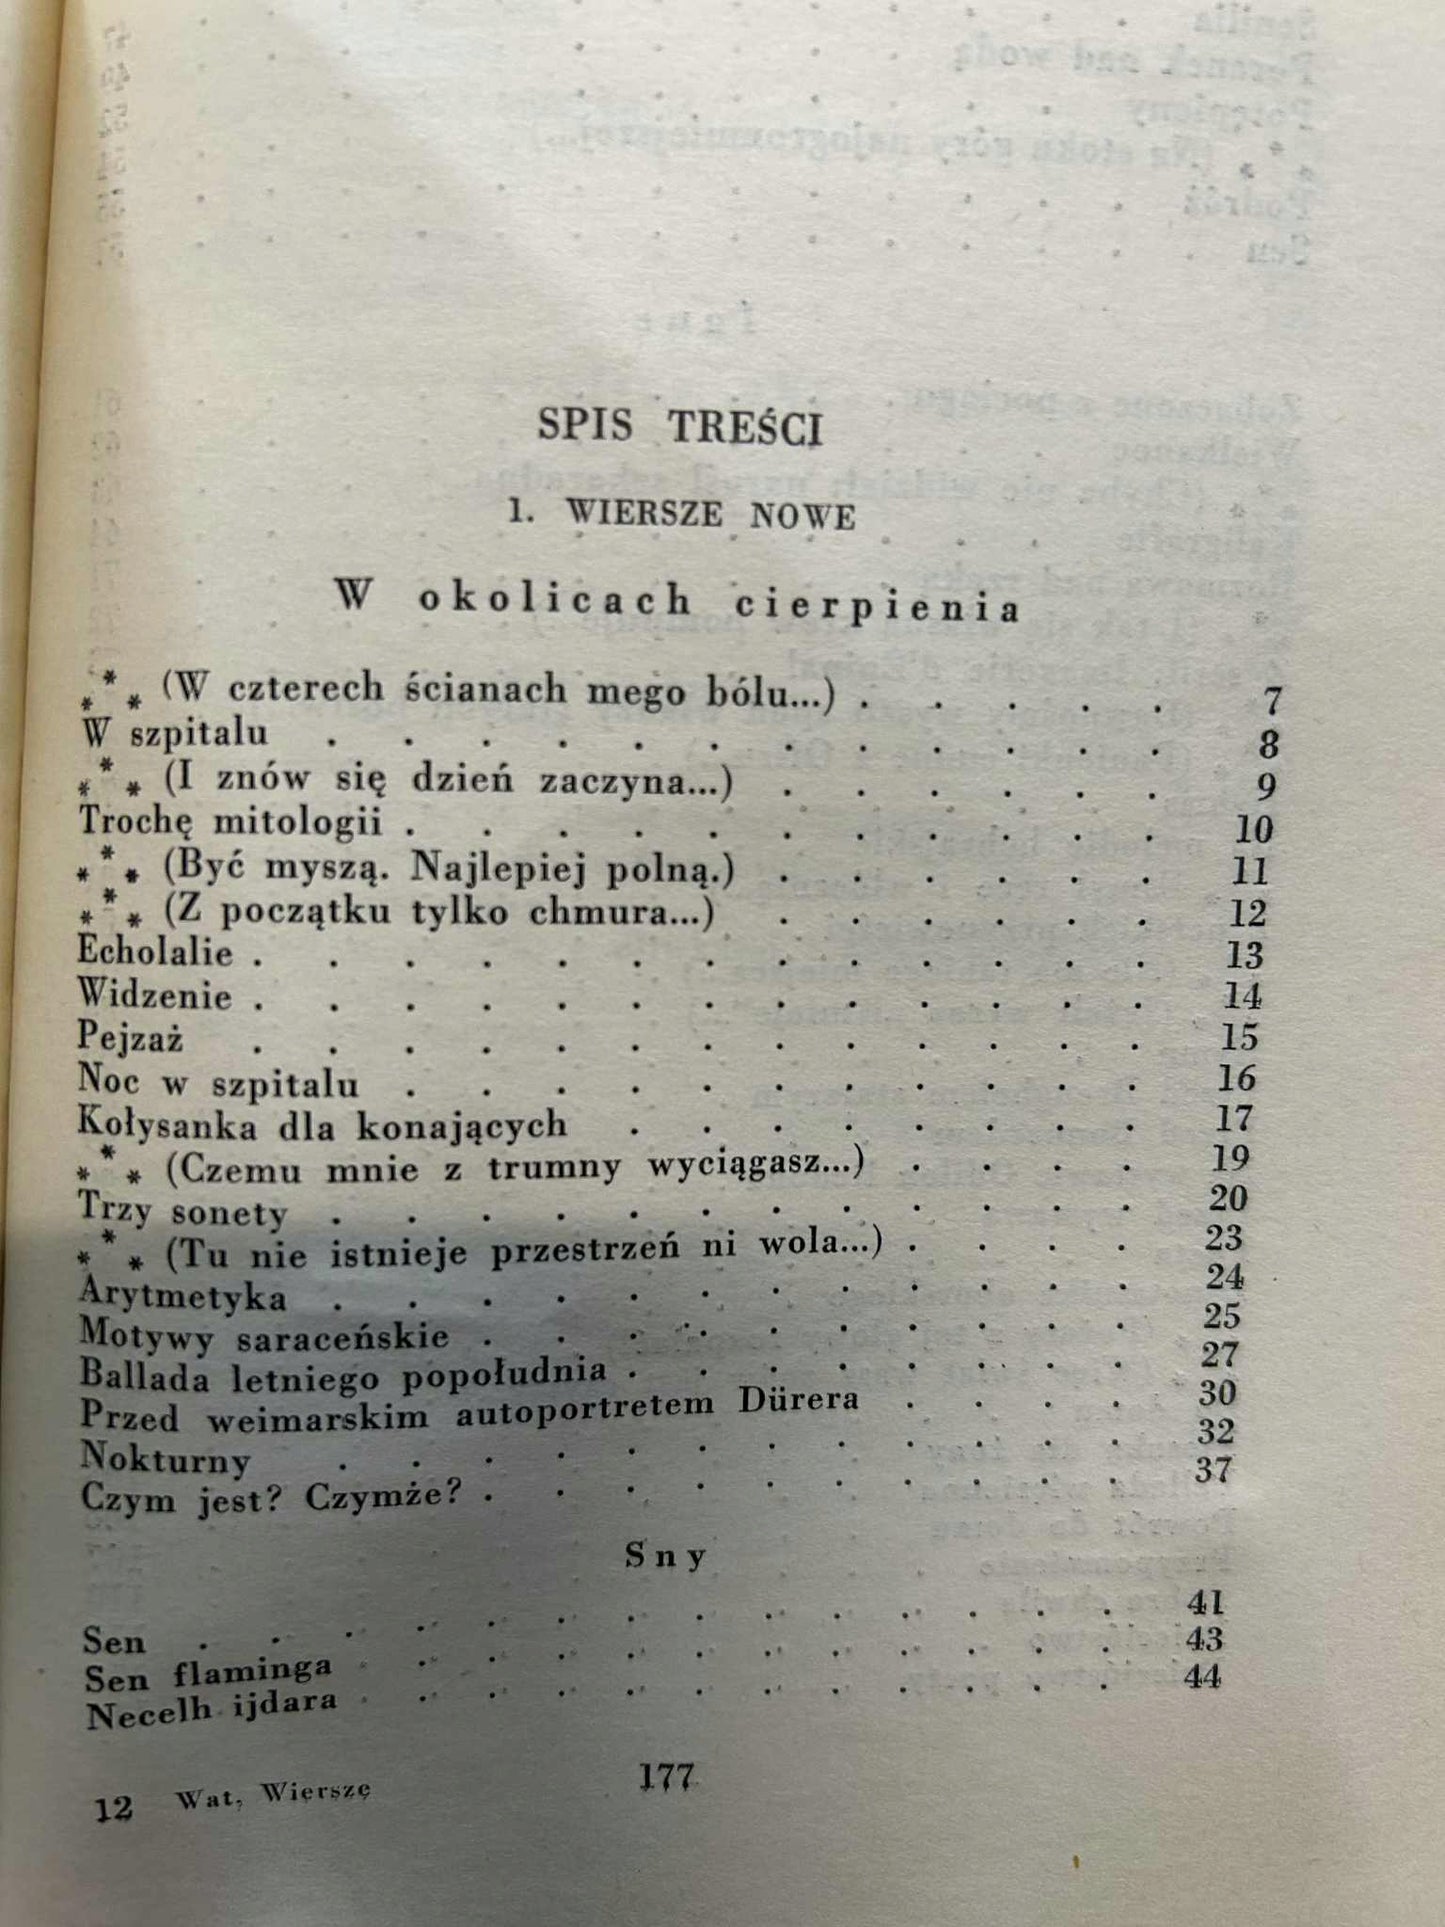 SPIS TREŚCI
1. WIERSZE NOWE
W okolicach cierpienia
*** (W czterech ścianach mego bólu...) . . . . . 7
W szpitalu . . . . . . . . . . . . 8
*** (I znów się dzień zaczyna...) . . . . . . 9
Trochę mitologii . . . . . . . . . . . 10
*** (Być myszą. Najlepiej polną.) . . . . . . 11
*** (Z początku tylko chmura...) . . . . . . 12
Echolalie . . . . . . . . . . . . . 13
Widzenie . . . . . . . . . . . . . 14
Pejzaż . . . . . . . . . . . . . 15
Noc w szpitalu . . . . . . . . . . . 16
Kołysanka dla konających . . . . . . . . 17
*** (Czemu mnie z trumny wyciągasz...) . . . . 19
Trzy sonety . . . . . . . . . . . . 20
*** (Tu nie istnieje przestrzeń ni wola...) . . . . 23
Arytmetyka . . . . . . . . . . . . 24
Motywy saraceńskie . . . . . . . . . . 25
Ballada letniego popołudnia . . . . . . . . 27
Przed weimarskim autoportretem Dürera . . . . 30
Nokturny . . . . . . . . . . . . 32
Czym jest? Czymże? . . . . . . . . . . 37
Sny
Sen . . . . . . . . . . . . . . 41
Sen flaminga . . . . . . . . . . . . 43
Necelh ijdara . . . . . . . . . . . . 44
12 Wat, Wiersze 177